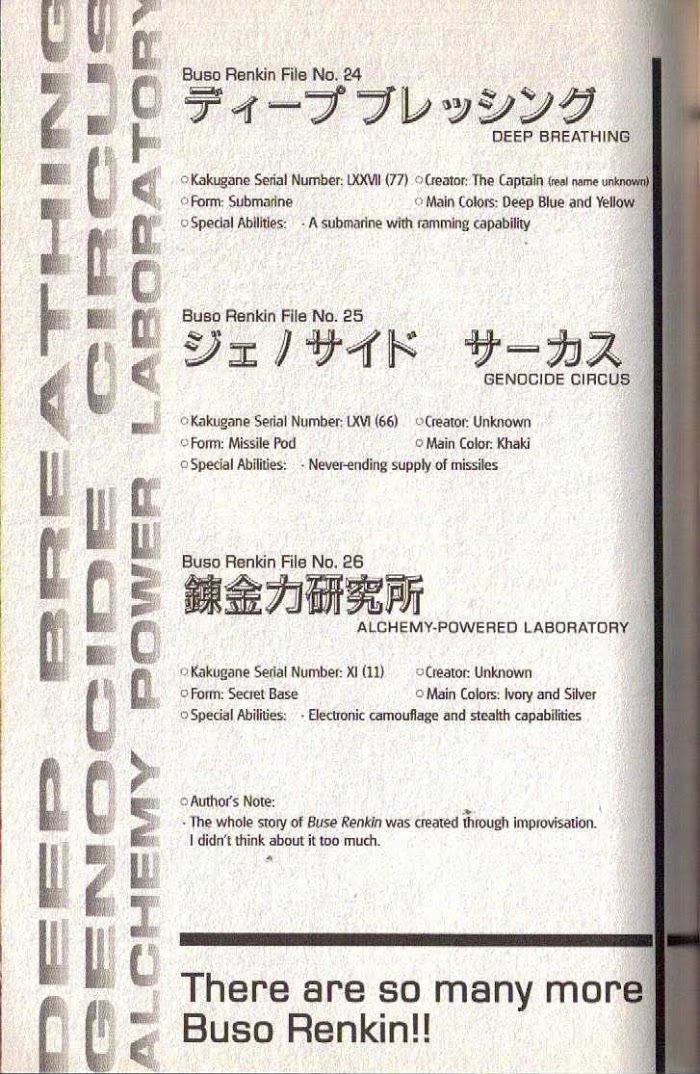 DEEP BREATHING
GENOCIDE CIRCUS
ALCHEMY POWER LABORATORY
Buso Renkin File No. 24
ディープ ブレッシング
DEEP BREATHING
○Kakugane Serial Number: LXXVII (77) ○Creator: The Captain (real name unknown)
○Form: Submarine ○Main Colors: Deep Blue and Yellow
○Special Abilities: · A submarine with ramming capability
Buso Renkin File No. 25
ジェノサイド サーカス
GENOCIDE CIRCUS
○Kakugane Serial Number: LXVI (66) ○Creator: Unknown
○Form: Missile Pod ○Main Color: Khaki
○Special Abilities: · Never-ending supply of missiles
Buso Renkin File No. 26
錬金力研究所
ALCHEMY-POWERED LABORATORY
○Kakugane Serial Number: XI (11) ○Creator: Unknown
○Form: Secret Base ○Main Colors: Ivory and Silver
○Special Abilities: · Electronic camouflage and stealth capabilities
○Author's Note:
· The whole story of Buse Renkin was created through improvisation.
I didn't think about it too much.
There are so many more
Buso Renkin!!